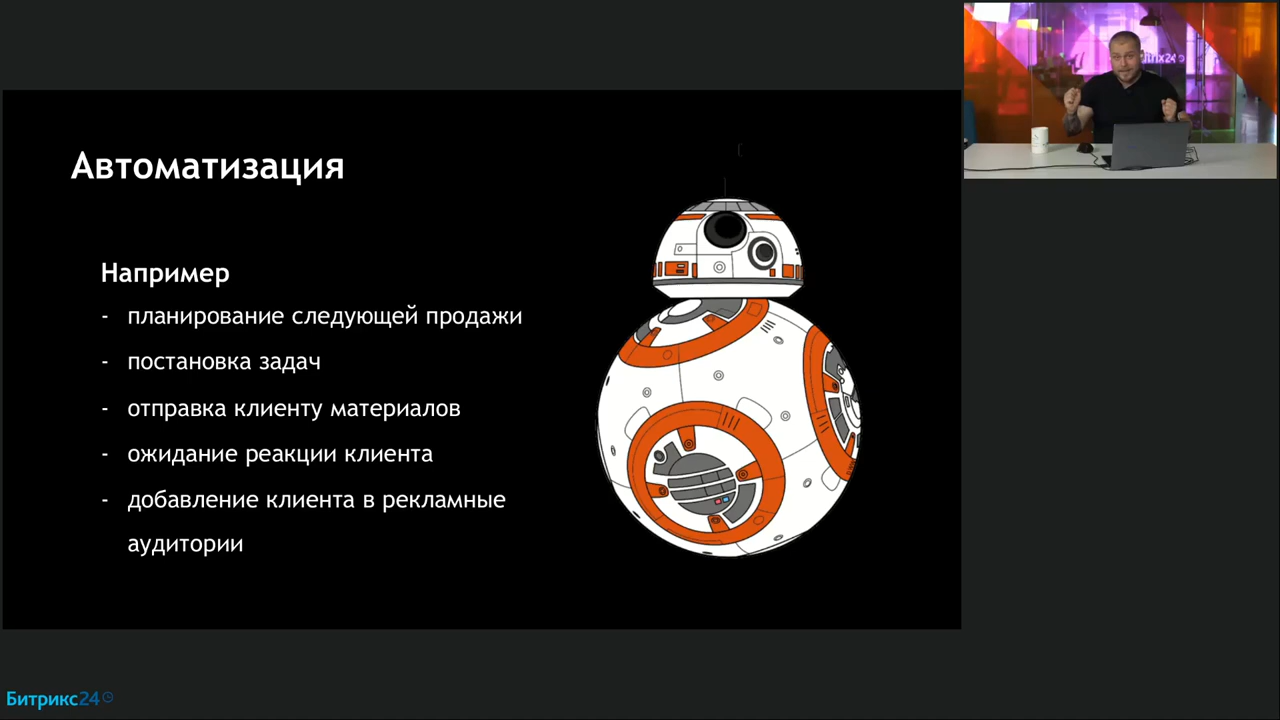 Автоматизация
Например
- планирование следующей продажи
- постановка задач
- отправка клиенту материалов
- ожидание реакции клиента
- добавление клиента в рекламные
аудитории
Битрикс24